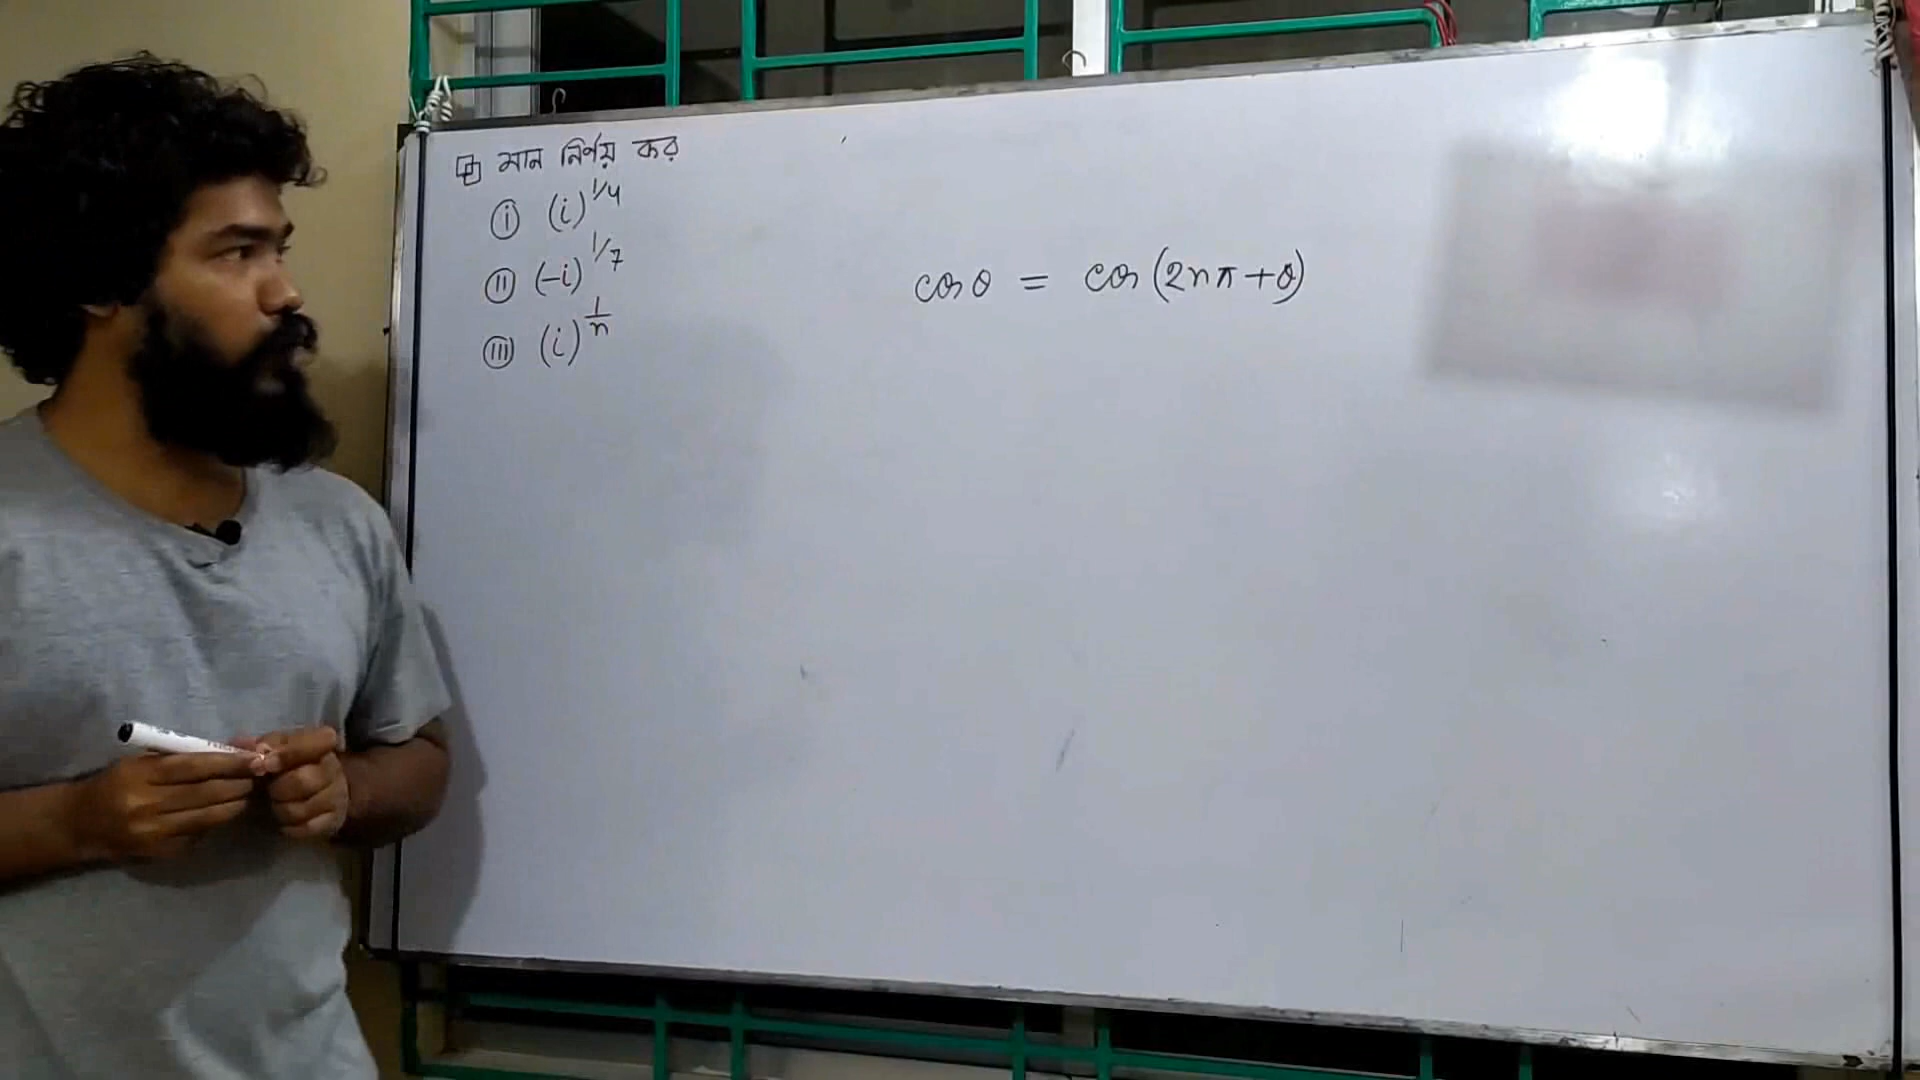 মান নির্ণয় কর
(i) (i)^{1/4}
(ii) (-i)^{1/7}
(iii) (i)^{1/n}
cos θ = cos (2nπ + θ)